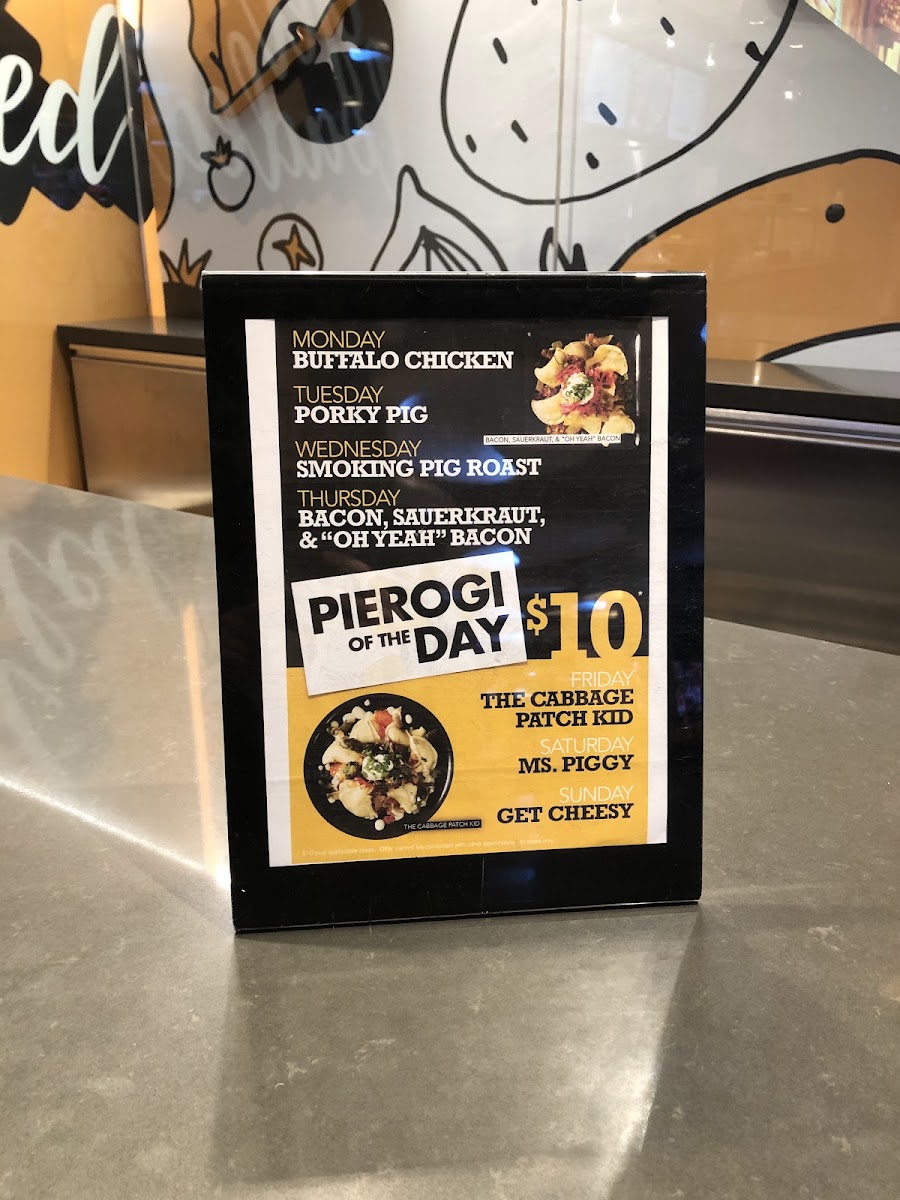 ed
MONDAY
BUFFALO CHICKEN
TUESDAY
PORKY PIG
WEDNESDAY
SMOKING PIG ROAST
THURSDAY
BACON, SAUERKRAUT,
& “OH YEAH” BACON
BACON, SAUERKRAUT, & "OH YEAH" BACON
PIEROGI
OF THE DAY
$10*
FRIDAY
THE CABBAGE
PATCH KID
SATURDAY
MS. PIGGY
SUNDAY
GET CHEESY
THE CABBAGE PATCH KID